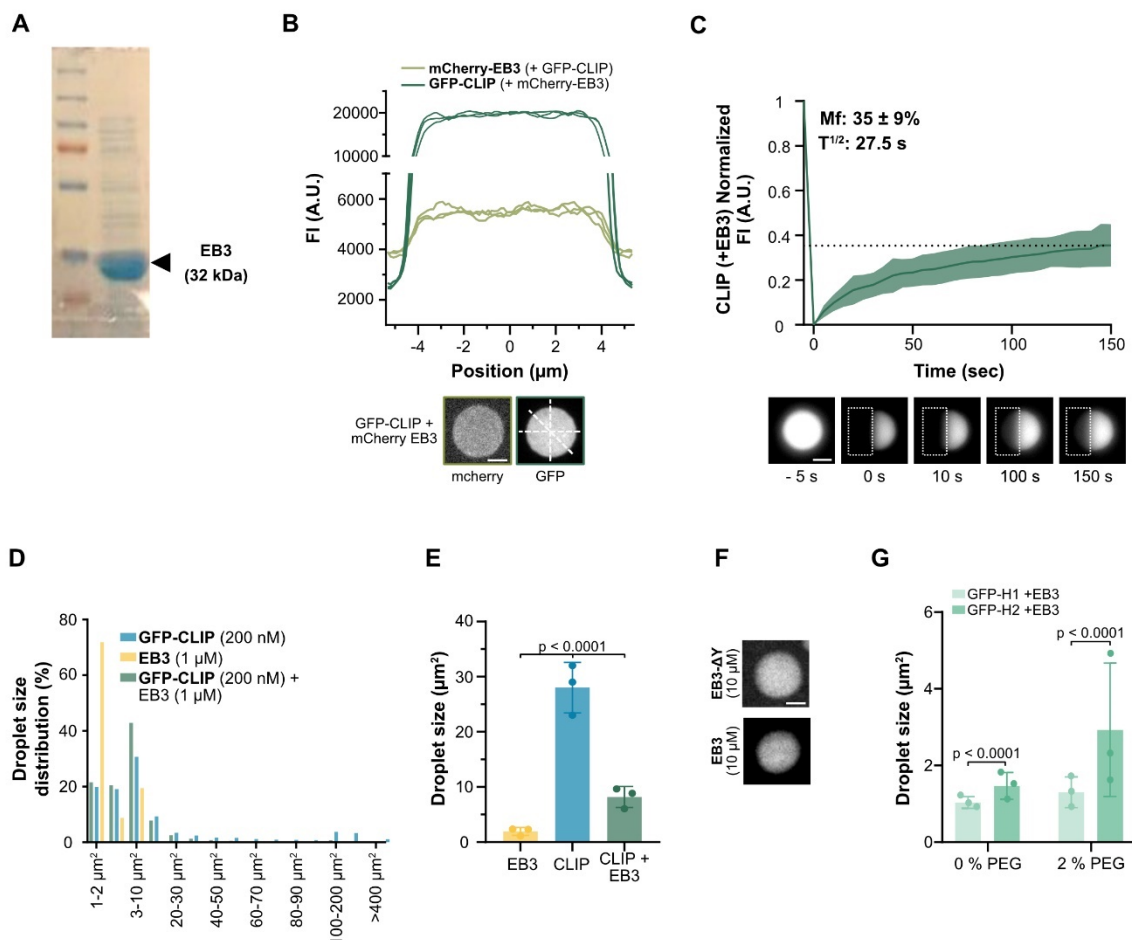 A
EB3
(32 kDa)
B
mCherry-EB3 (+ GFP-CLIP)
GFP-CLIP (+ mCherry-EB3)
20000
10000
6000
4000
2000
FI (A.U.)
-4
-2
0
2
4
Position (µm)
GFP-CLIP +
mCherry EB3
mcherry
GFP
C
Mf: 35 ± 9%
T1/2: 27.5 s
1
0.8
0.6
0.4
0.2
0
CLIP (+EB3) Normalized
FI (A.U.)
0
50
100
150
Time (sec)
- 5 s
0 s
10 s
100 s
150 s
D
GFP-CLIP (200 nM)
EB3 (1 µM)
GFP-CLIP (200 nM) +
EB3 (1 µM)
80
60
40
20
0
Droplet size
distribution (%)
1-2 µm²
3-10 µm²
20-30 µm²
40-50 µm²
60-70 µm²
80-90 µm²
100-200 µm²
>400 µm²
E
p < 0.0001
40
30
20
10
0
Droplet size (µm²)
EB3
CLIP
CLIP +
EB3
F
EB3-ΔY
(10 µM)
EB3
(10 µM)
G
GFP-H1 +EB3
GFP-H2 +EB3
6
4
2
0
Droplet size (µm²)
p < 0.0001
p < 0.0001
0 % PEG
2 % PEG